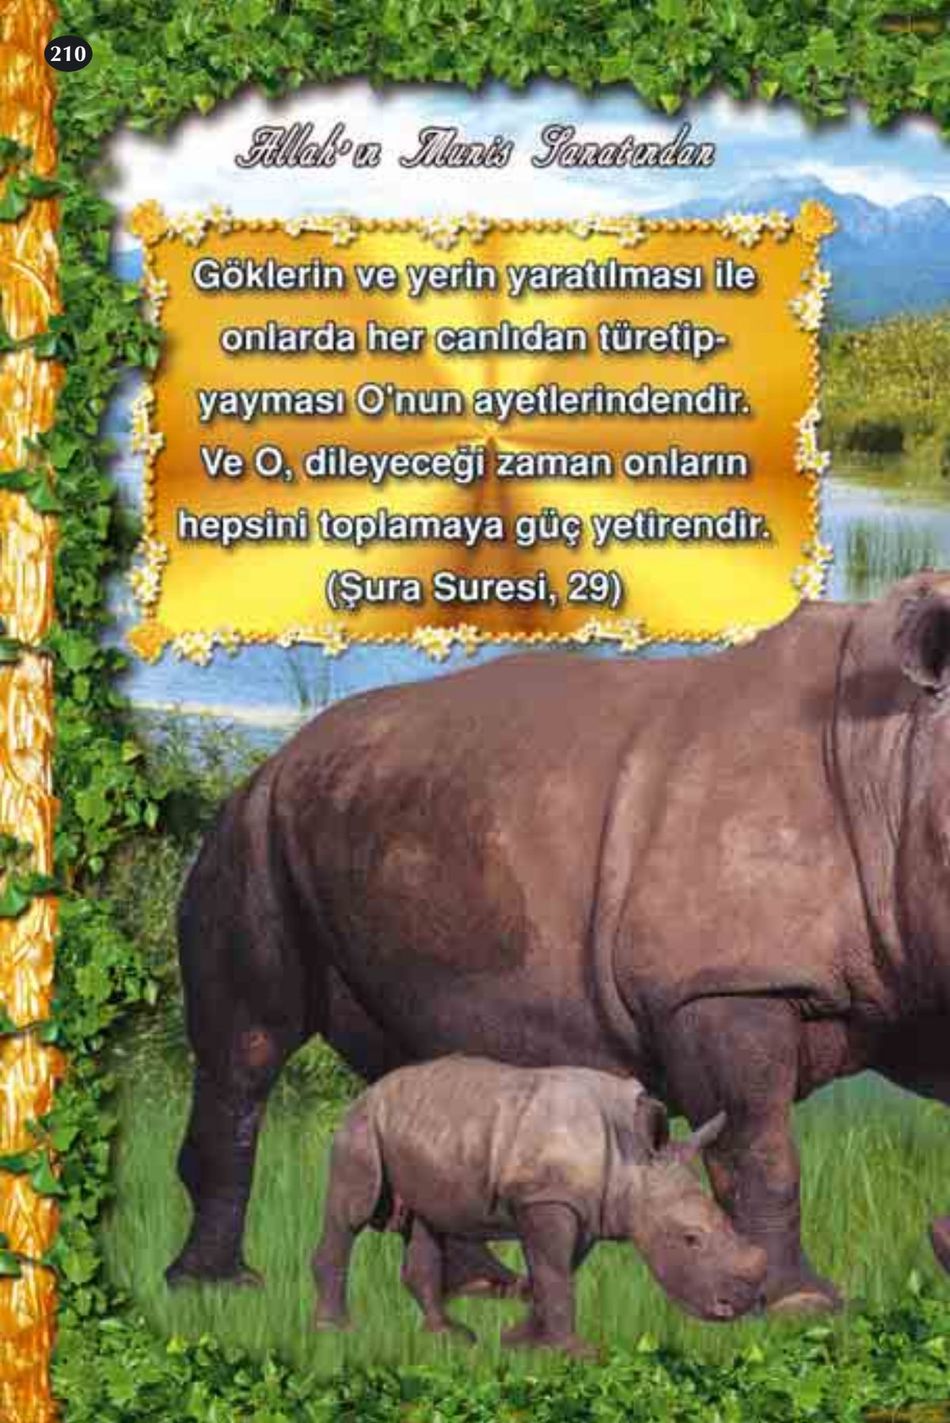 210
Allah'ın Munis Sanatından
Göklerin ve yerin yaratılması ile
onlarda her canlıdan türetip-
yayması O'nun ayetlerindendir.
Ve O, dileyeceği zaman onların
hepsini toplamaya güç yetirendir.
(Şura Suresi, 29)